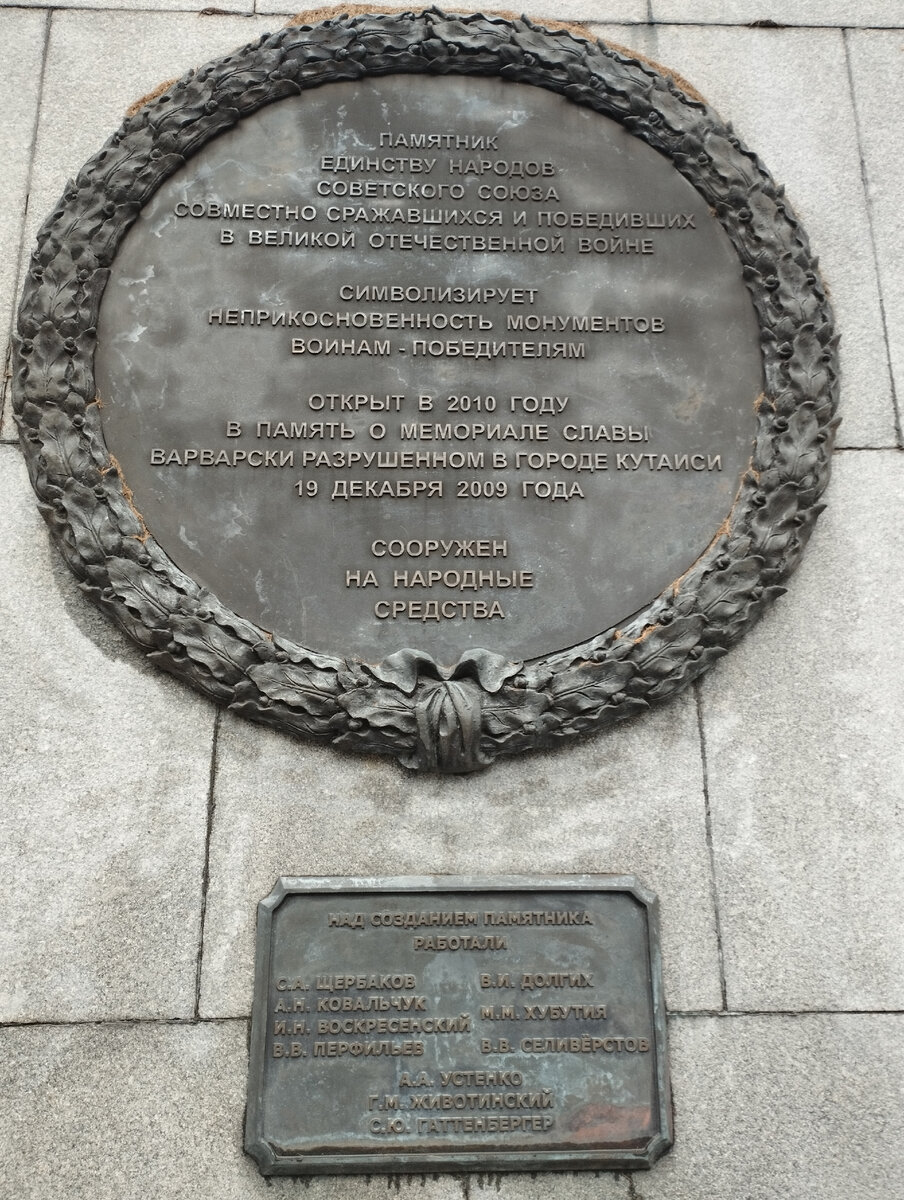 ПАМЯТНИК
ЕДИНСТВУ НАРОДОВ
СОВЕТСКОГО СОЮЗА
СОВМЕСТНО СРАЖАВШИХСЯ И ПОБЕДИВШИХ
В ВЕЛИКОЙ ОТЕЧЕСТВЕННОЙ ВОЙНЕ
СИМВОЛИЗИРУЕТ
НЕПРИКОСНОВЕННОСТЬ МОНУМЕНТОВ
ВОИНАМ - ПОБЕДИТЕЛЯМ
ОТКРЫТ В 2010 ГОДУ
В ПАМЯТЬ О МЕМОРИАЛЕ СЛАВЫ
ВАРВАРСКИ РАЗРУШЕННОМ В ГОРОДЕ КУТАИСИ
19 ДЕКАБРЯ 2009 ГОДА
СООРУЖЕН
НА НАРОДНЫЕ
СРЕДСТВА
НАД СОЗДАНИЕМ ПАМЯТНИКА
РАБОТАЛИ
С.А. ЩЕРБАКОВ
А.Н. КОВАЛЬЧУК
И.Н. ВОСКРЕСЕНСКИЙ
В.В. ПЕРФИЛЬЕВ
В.И. ДОЛГИХ
М.М. ХУБУТИЯ
В.В. СЕЛИВЁРСТОВ
А.А. УСТЕНКО
Г.М. ЖИВОТИНСКИЙ
С.Ю. ГАТТЕНБЕРГЕР